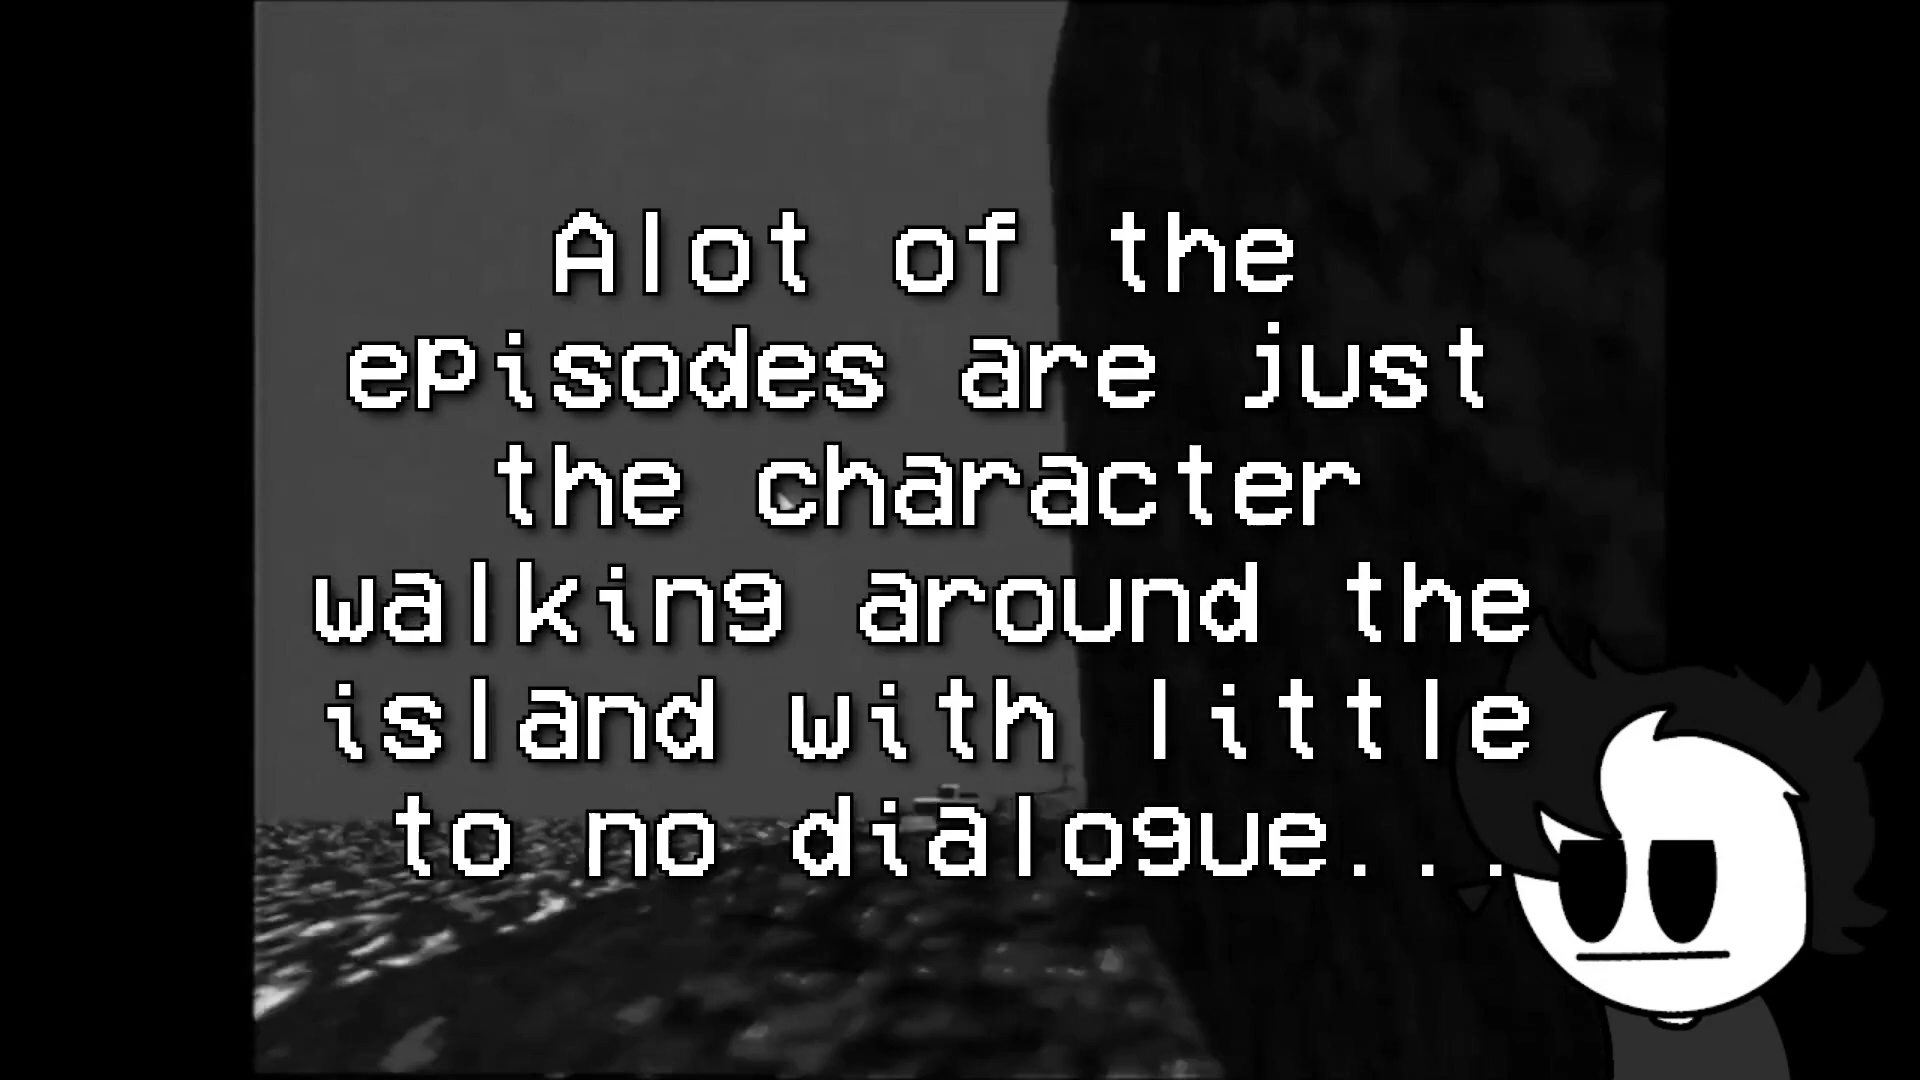 Alot of the
episodes are just
the character
walking around the
island with little
to no dialogue...